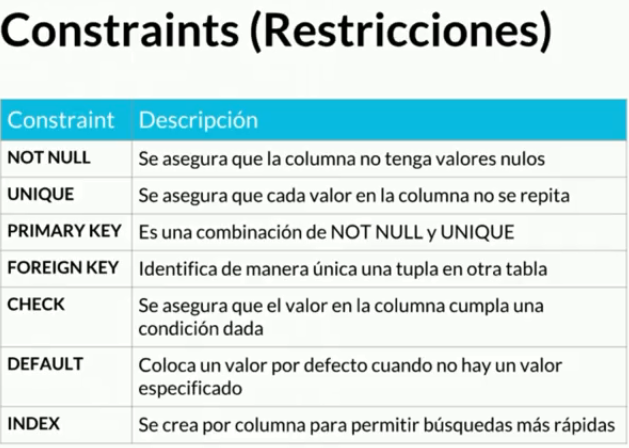 Constraints (Restricciones)
Constraint Descripción
NOT NULL Se asegura que la columna no tenga valores nulos
UNIQUE Se asegura que cada valor en la columna no se repita
PRIMARY KEY Es una combinación de NOT NULL y UNIQUE
FOREIGN KEY Identifica de manera única una tupla en otra tabla
CHECK Se asegura que el valor en la columna cumpla una
condición dada
DEFAULT Coloca un valor por defecto cuando no hay un valor
especificado
INDEX Se crea por columna para permitir búsquedas más rápidas